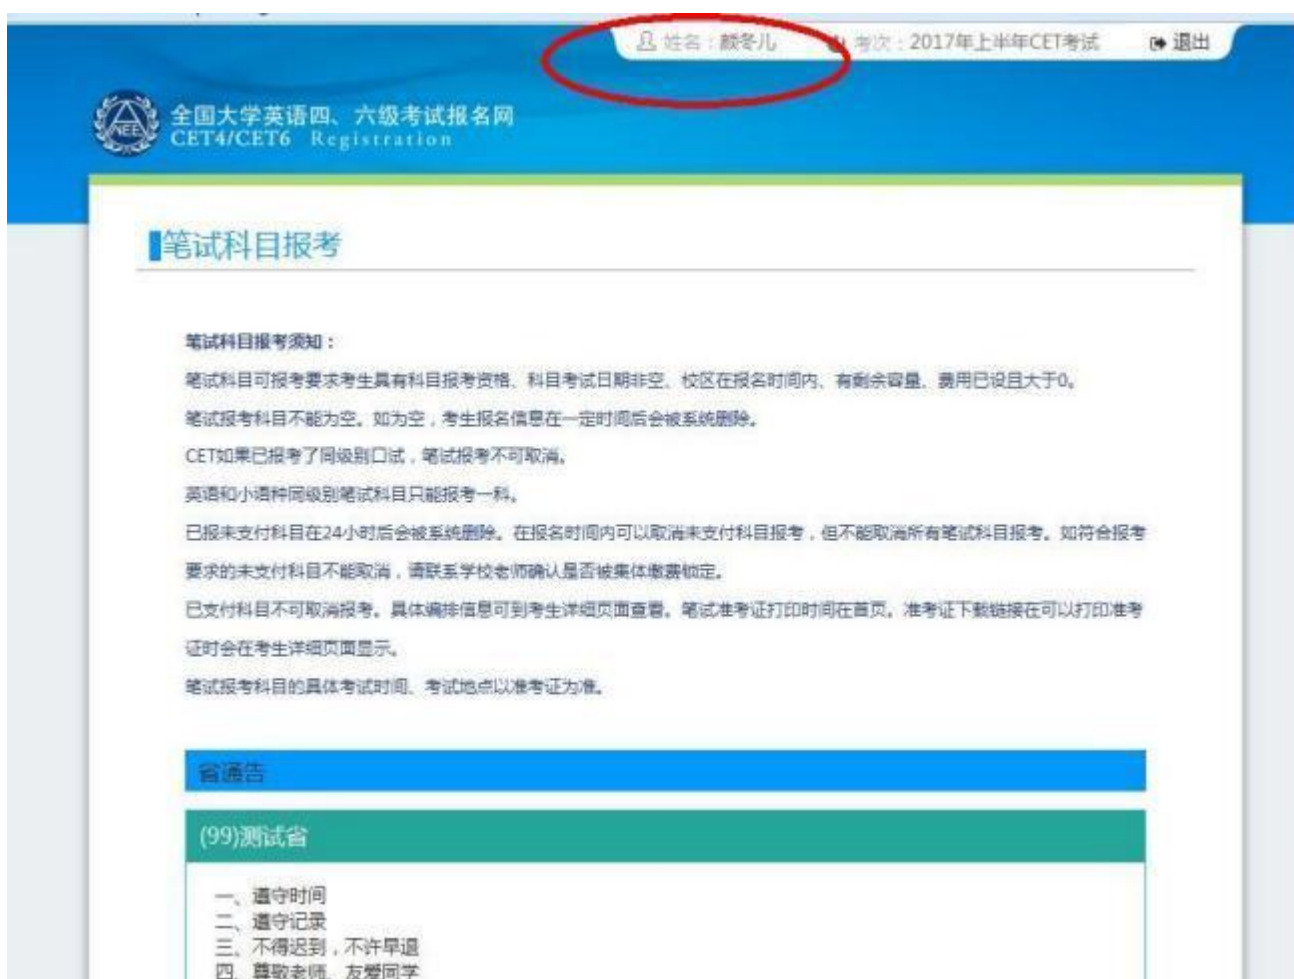 姓名：颜冬儿 考次：2017年上半年CET考试 退出
NEE
全国大学英语四、六级考试报名网
CET4/CET6 Registration
笔试科目报考
笔试科目报考须知：
笔试科目可报考要求考生具有科目报考资格、科目考试日期非空、校区在报名时间内、有剩余容量、费用已设且大于0。
笔试报考科目不能为空。如为空，考生报名信息在一定时间后会被系统删除。
CET如果已报考了同级别口试，笔试报考不可取消。
英语和小语种同级别笔试科目只能报考一科。
已报未支付科目在24小时后会被系统删除。在报名时间内可以取消未支付科目报考，但不能取消所有笔试科目报考。如符合报考
要求的未支付科目不能取消，请联系学校老师确认是否被集体缴费锁定。
已支付科目不可取消报考。具体编排信息可到考生详细页面查看。笔试准考证打印时间在首页。准考证下载链接在可以打印准考
证时会在考生详细页面显示。
笔试报考科目的具体考试时间、考试地点以准考证为准。
省通告
(99)测试省
一、遵守时间
二、遵守记录
三、不得迟到，不许早退
四、尊敬老师、友爱同学